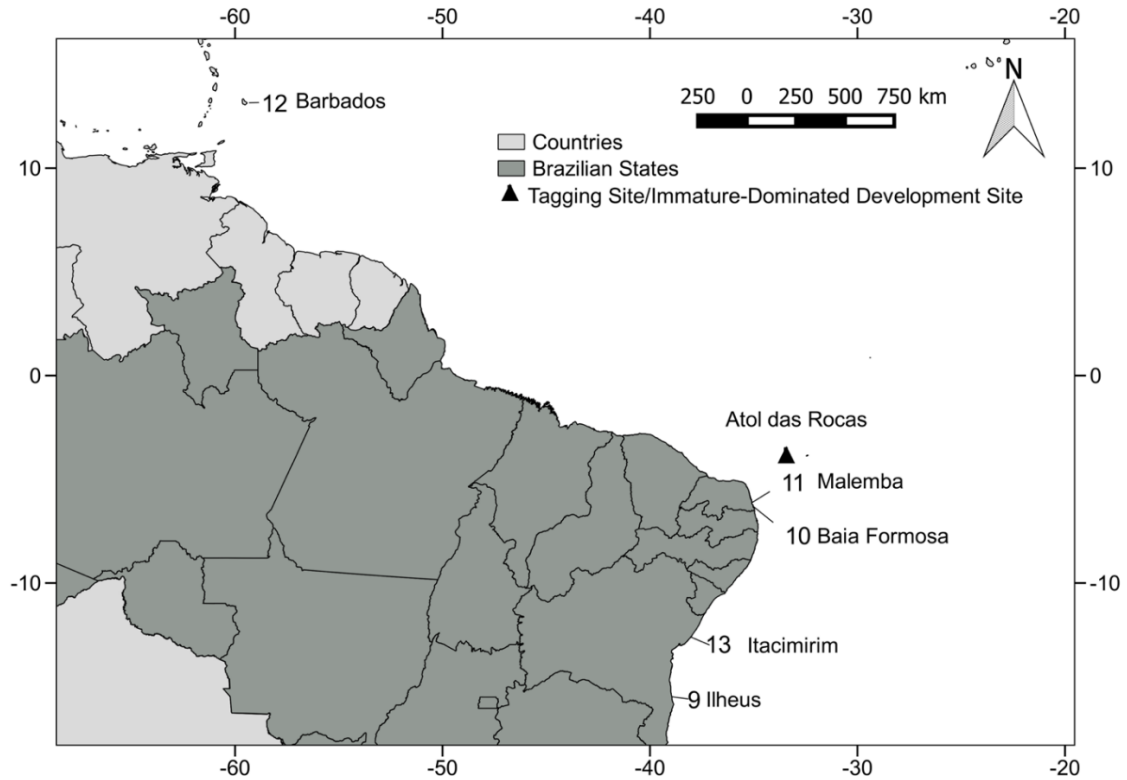 -60 -50 -40 -30 -20
12 Barbados
250 0 250 500 750 km
N
Countries
Brazilian States
Tagging Site/Immature-Dominated Development Site
10 10
0 0
Atol das Rocas
11 Malemba
10 Baia Formosa
-10 -10
13 Itacimirim
9 Ilheus
-60 -50 -40 -30 -20